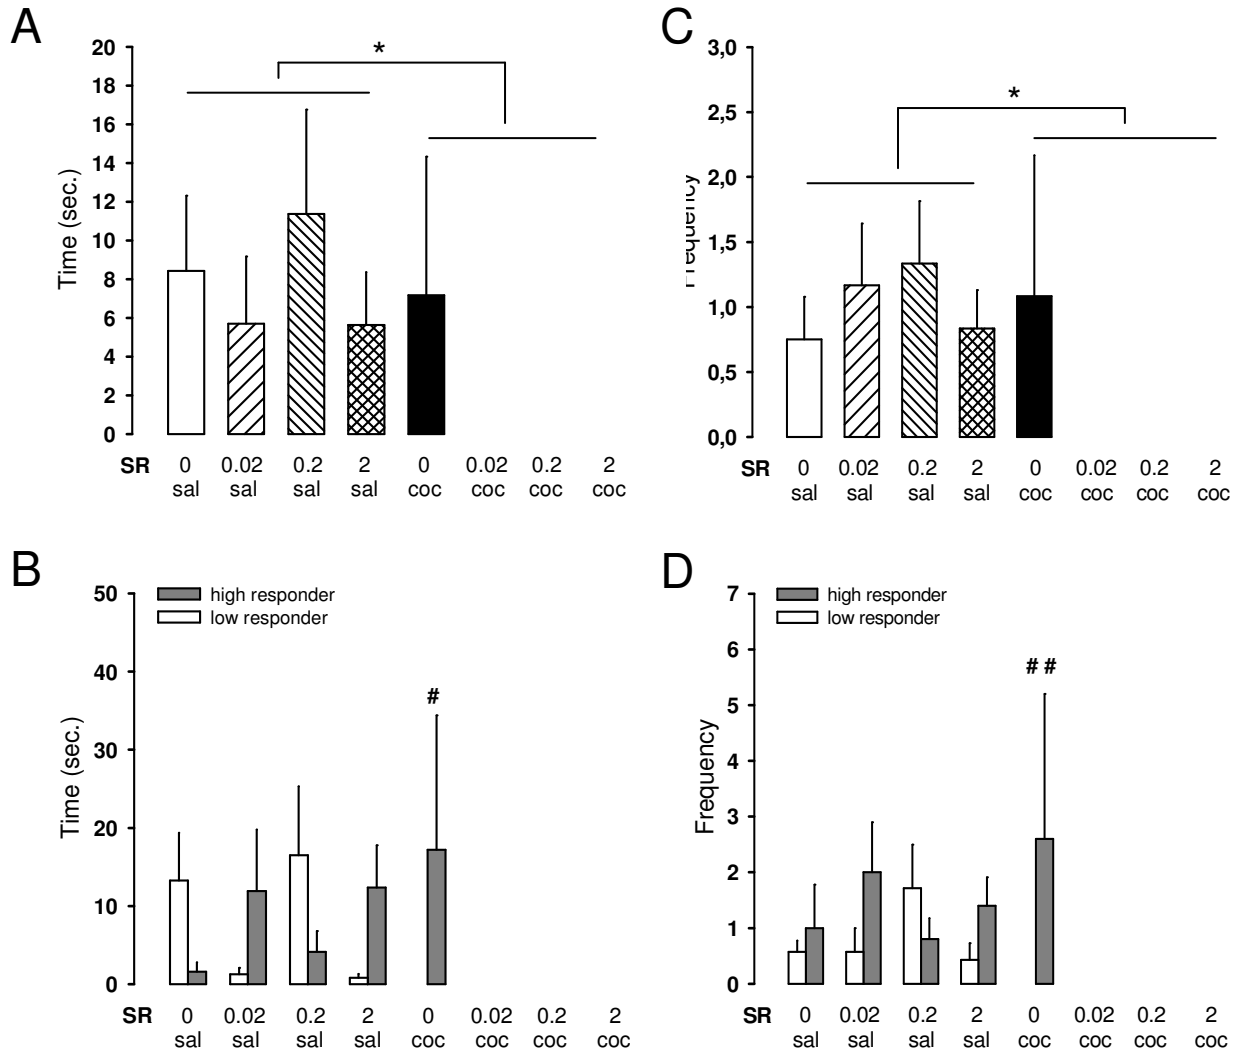 A
20
18
16
14
12
10
8
6
4
2
0
Time (sec.)
*
SR 0 0.02 0.2 2 0 0.02 0.2 2
sal sal sal sal coc coc coc coc
C
3,0
2,5
2,0
1,5
1,0
0,5
0,0
Frequency
*
SR 0 0.02 0.2 2 0 0.02 0.2 2
sal sal sal sal coc coc coc coc
B
50
40
30
20
10
0
Time (sec.)
high responder
low responder
#
SR 0 0.02 0.2 2 0 0.02 0.2 2
sal sal sal sal coc coc coc coc
D
7
6
5
4
3
2
1
0
Frequency
high responder
low responder
# #
SR 0 0.02 0.2 2 0 0.02 0.2 2
sal sal sal sal coc coc coc coc